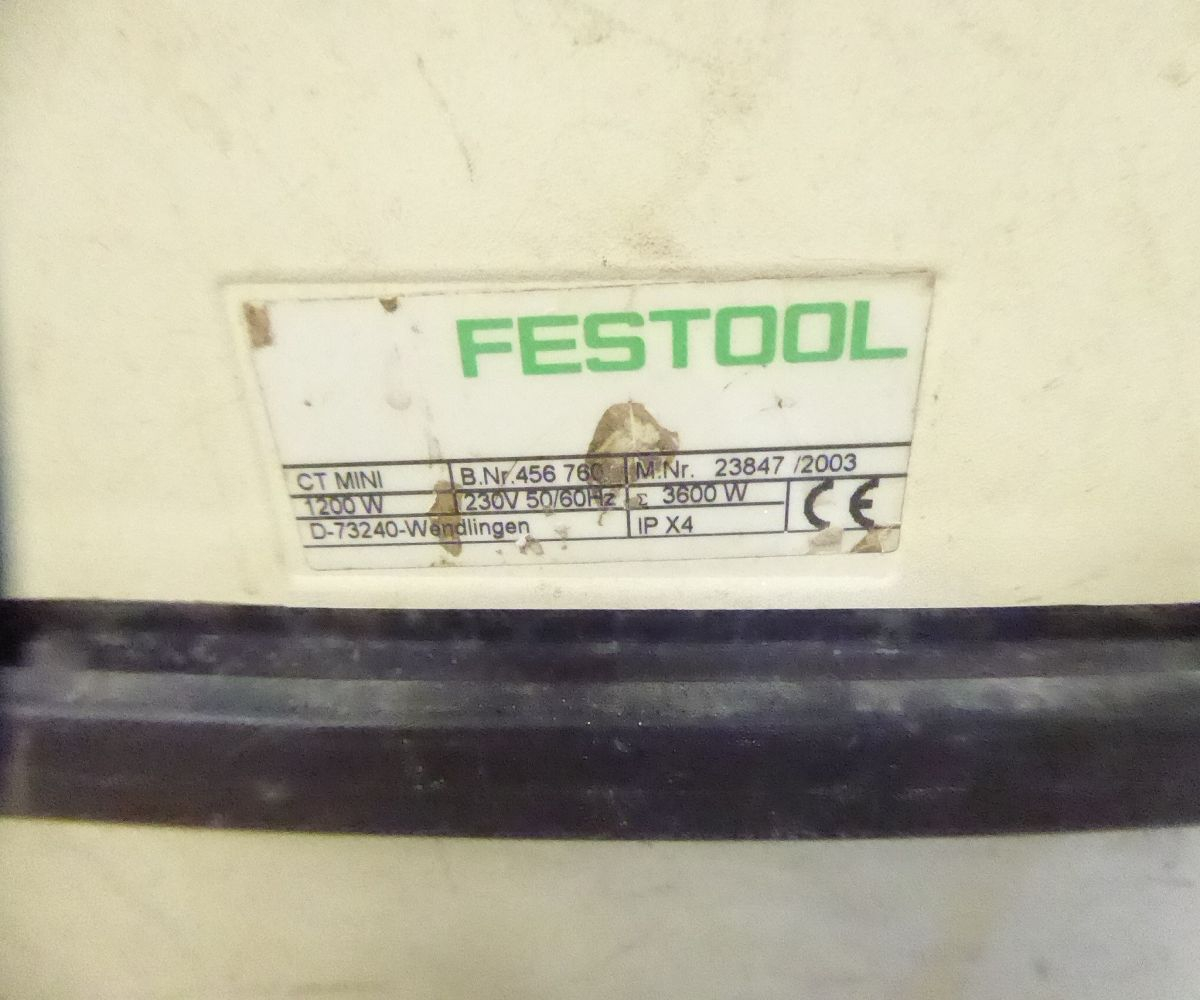 FESTOOL
CT MINI B.Nr.456 760 M.Nr. 23847 /2003
1200 W 230V 50/60Hz Σ 3600 W CE
D-73240-Wendlingen IP X4